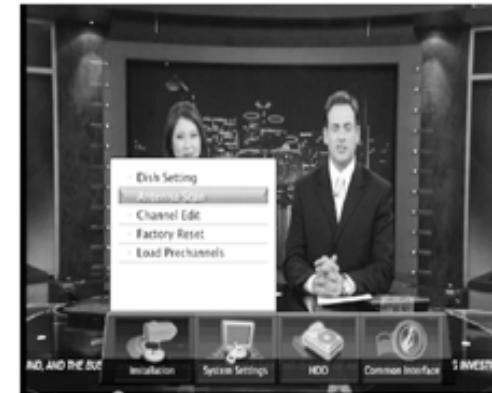 Dish Setting
Antenna Scan
Channel Edit
Factory Reset
Load Prechannels
Installation
System Settings
HDD
Common Interface
AND THE BUS
INVEST